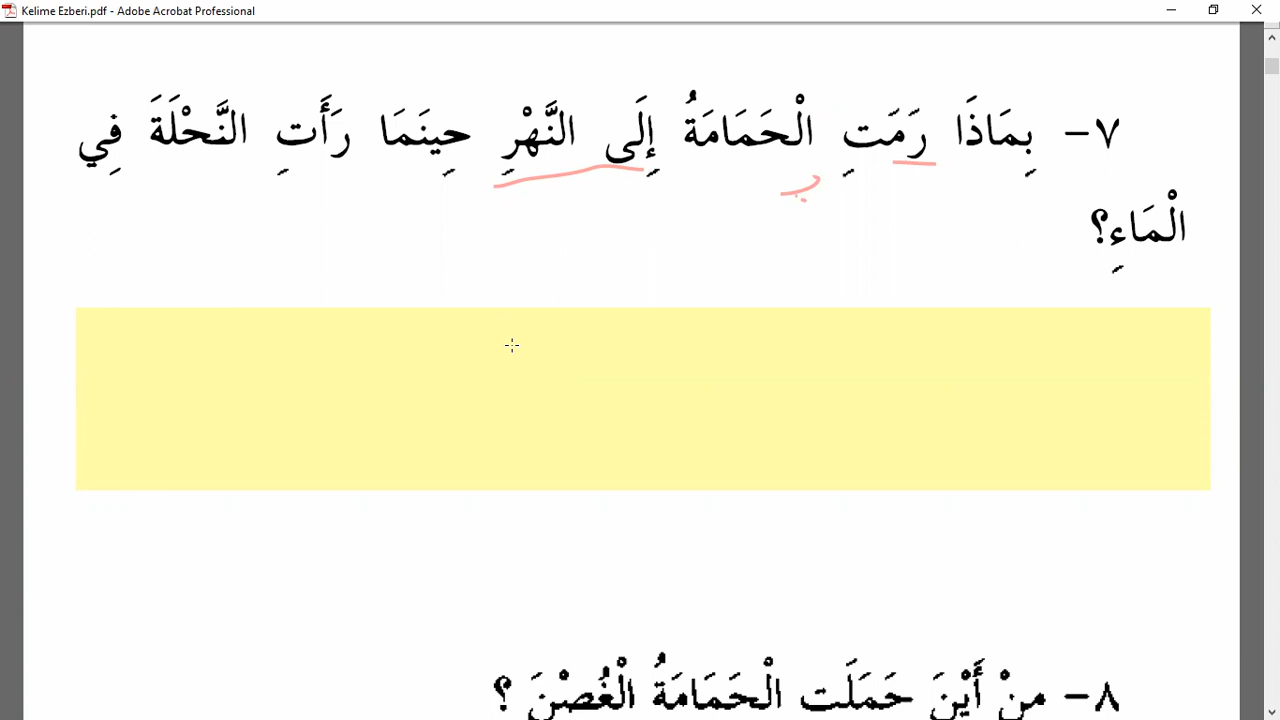 Kelime Ezberi.pdf - Adobe Acrobat Professional
٧- بِمَاذَا رَمَتِ الْحَمَامَةُ إِلَى النَّهْرِ حِينَمَا رَأَتِ النَّحْلَةَ فِي
الْمَاءِ؟
٨- مِنْ أَيْنَ حَمَلَت الْحَمَامَةُ الْغُصْنَ ؟